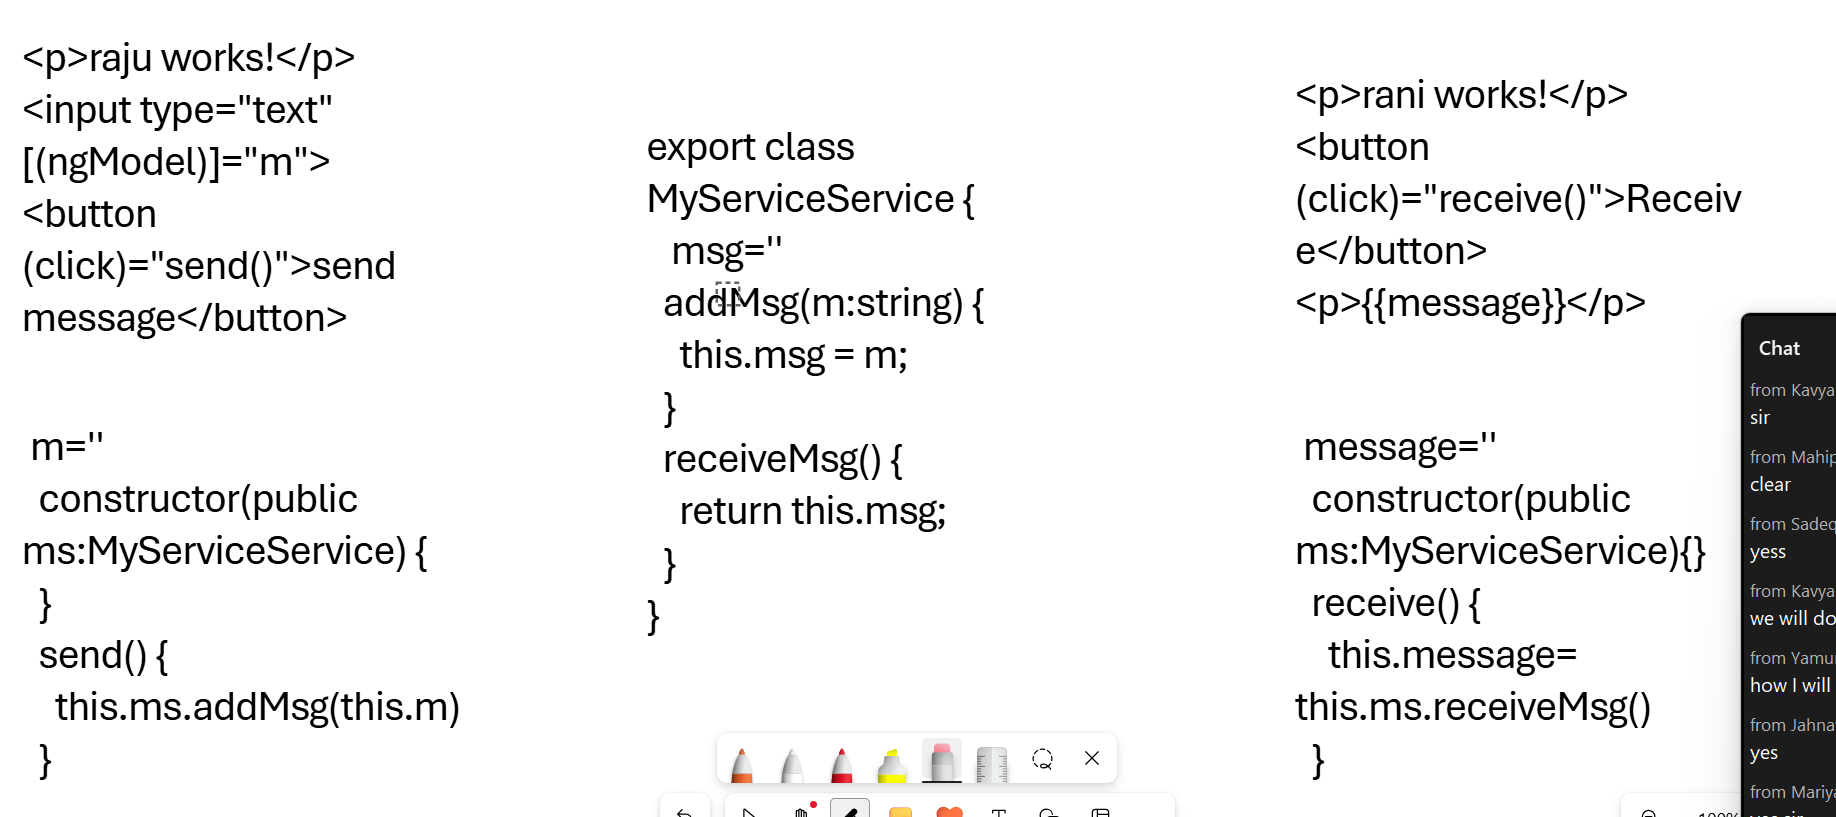 <p>raju works!</p>
<input type="text"
[(ngModel)]="m">
<button
(click)="send()">send
message</button>
m=''
constructor(public
ms:MyServiceService) {
}
send() {
this.ms.addMsg(this.m)
}
export class
MyServiceService {
msg=''
addMsg(m:string) {
this.msg = m;
}
receiveMsg() {
return this.msg;
}
}
<p>rani works!</p>
<button
(click)="receive()">Receiv
e</button>
<p>{{message}}</p>
message=''
constructor(public
ms:MyServiceService){}
receive() {
this.message=
this.ms.receiveMsg()
}
Chat
from Kavya
sir
from Mahip
clear
from Sadeq
yess
from Kavya
we will do
from Yamu
how I will
from Jahna
yes
from Mariya